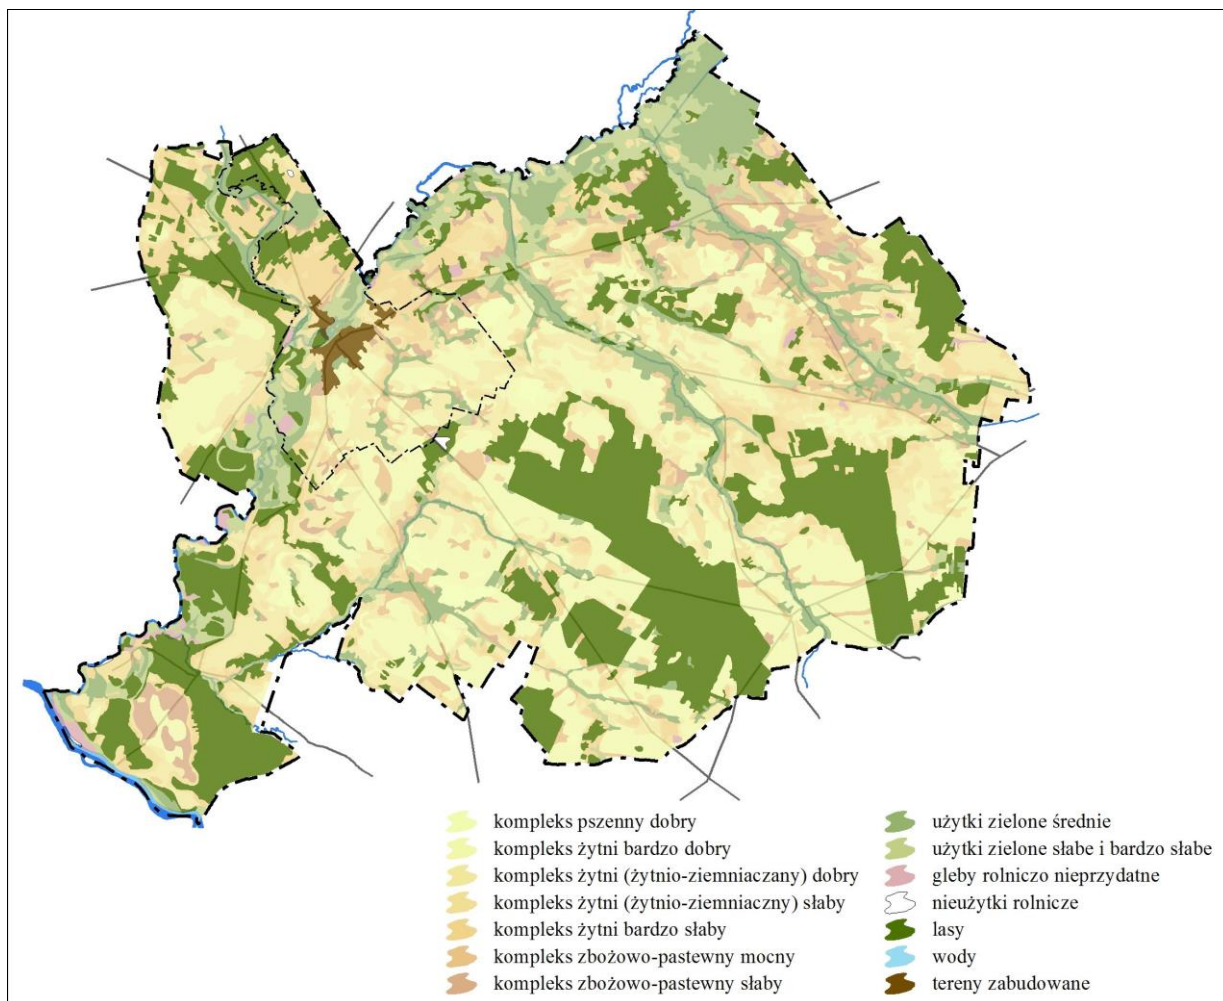 kompleks pszenny dobry
kompleks żytni bardzo dobry
kompleks żytni (żytnio-ziemniaczany) dobry
kompleks żytni (żytnio-ziemniaczny) słaby
kompleks żytni bardzo słaby
kompleks zbożowo-pastewny mocny
kompleks zbożowo-pastewny słaby
użytki zielone średnie
użytki zielone słabe i bardzo słabe
gleby rolniczo nieprzydatne
nieużytki rolnicze
lasy
wody
tereny zabudowane